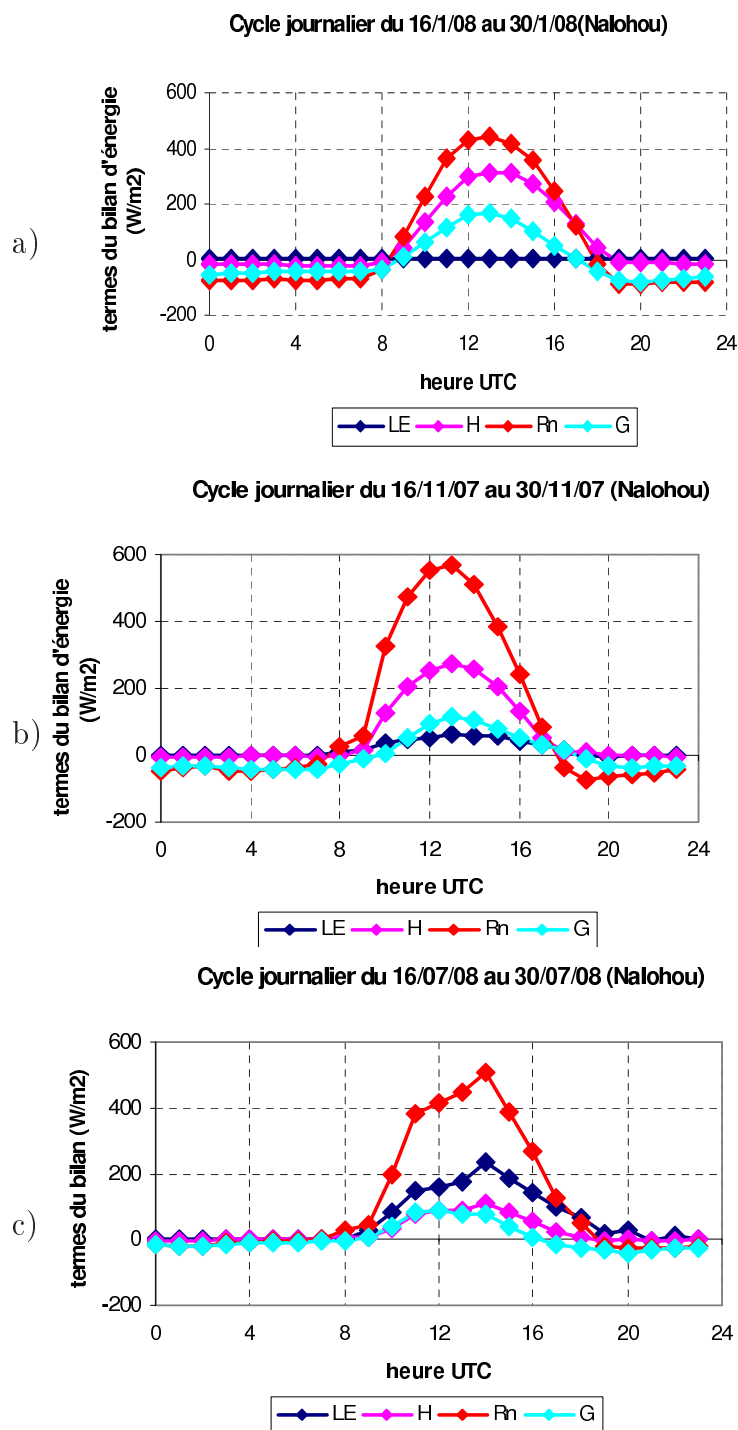 Cycle journalier du 16/1/08 au 30/1/08(Nalohou)
termes du bilan d'énergie
(W/m2)
600
400
200
0
-200
a)
0 4 8 12 16 20 24
heure UTC
LE H Rn G
Cycle journalier du 16/11/07 au 30/11/07 (Nalohou)
termes du bilan d'énergie
(W/m2)
600
400
200
0
-200
b)
0 4 8 12 16 20 24
heure UTC
LE H Rn G
Cycle journalier du 16/07/08 au 30/07/08 (Nalohou)
termes du bilan (W/m2)
600
400
200
0
-200
c)
0 4 8 12 16 20 24
heure UTC
LE H Rn G